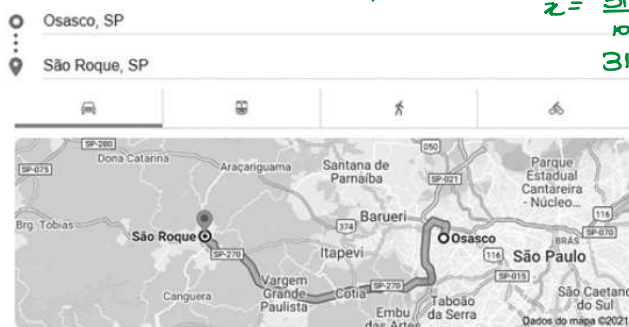 Osasco, SP
São Roque, SP
SP-280
Dona Catarina
SP-075
Araçariguama
Santana de
Parnaíba
050
SP-021
Parque
Estadual
Cantareira
- Núcleo...
116
Brg. Tobias
São Roque
374
Barueri
Osasco
BRÁS
SP-070
SP-270
Itapevi
116
São Paulo
Vargem
Grande
Paulista
Cotia
SP-270
SP-015
Canguera
Embu
das Artes
Taboão
da Serra
São Caetano
do Sul
Dados do mapa ©2021